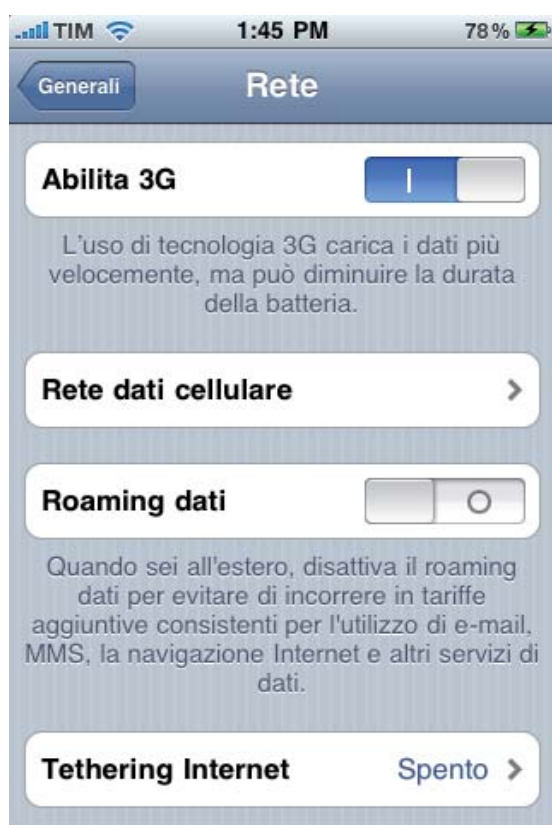 TIM 1:45 PM 78%
Generali Rete
Abilita 3G
L'uso di tecnologia 3G carica i dati più
velocemente, ma può diminuire la durata
della batteria.
Rete dati cellulare
Roaming dati
Quando sei all'estero, disattiva il roaming
dati per evitare di incorrere in tariffe
aggiuntive consistenti per l'utilizzo di e-mail,
MMS, la navigazione Internet e altri servizi di
dati.
Tethering Internet Spento